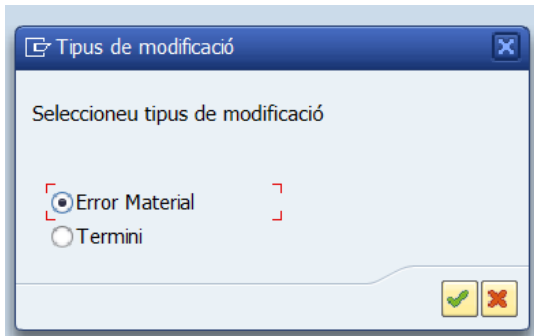 Tipus de modificació
Seleccioneu tipus de modificació
Error Material
Termini